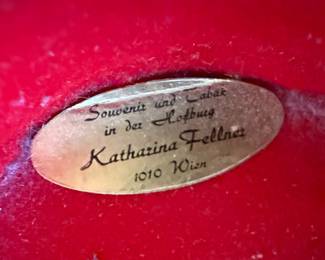 Souvenir und Tabak
in der Hofburg
Katharina Fellner
1010 Wien